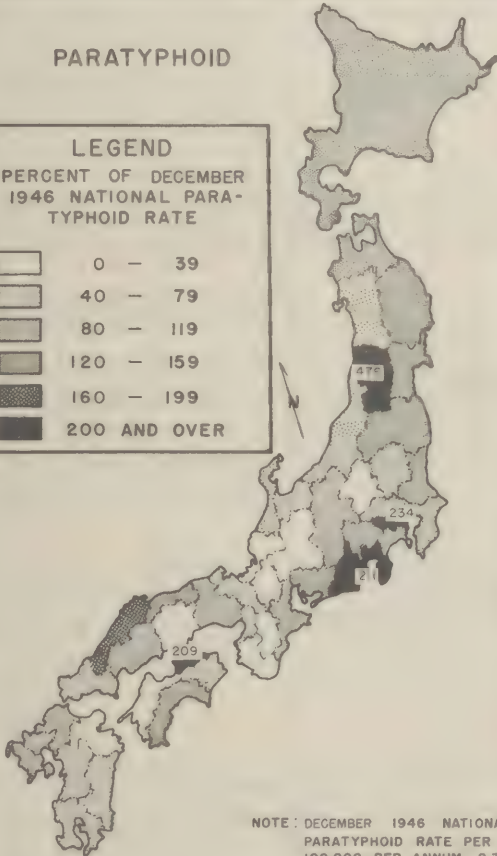 PARATYPHOID
LEGEND
PERCENT OF DECEMBER
1946 NATIONAL PARA-
TYPHOID RATE
0 — 39
40 — 79
80 — 119
120 — 159
160 — 199
200 AND OVER
N
234
209
NOTE: DECEMBER 1946 NATIONA
PARATYPHOID RATE PER